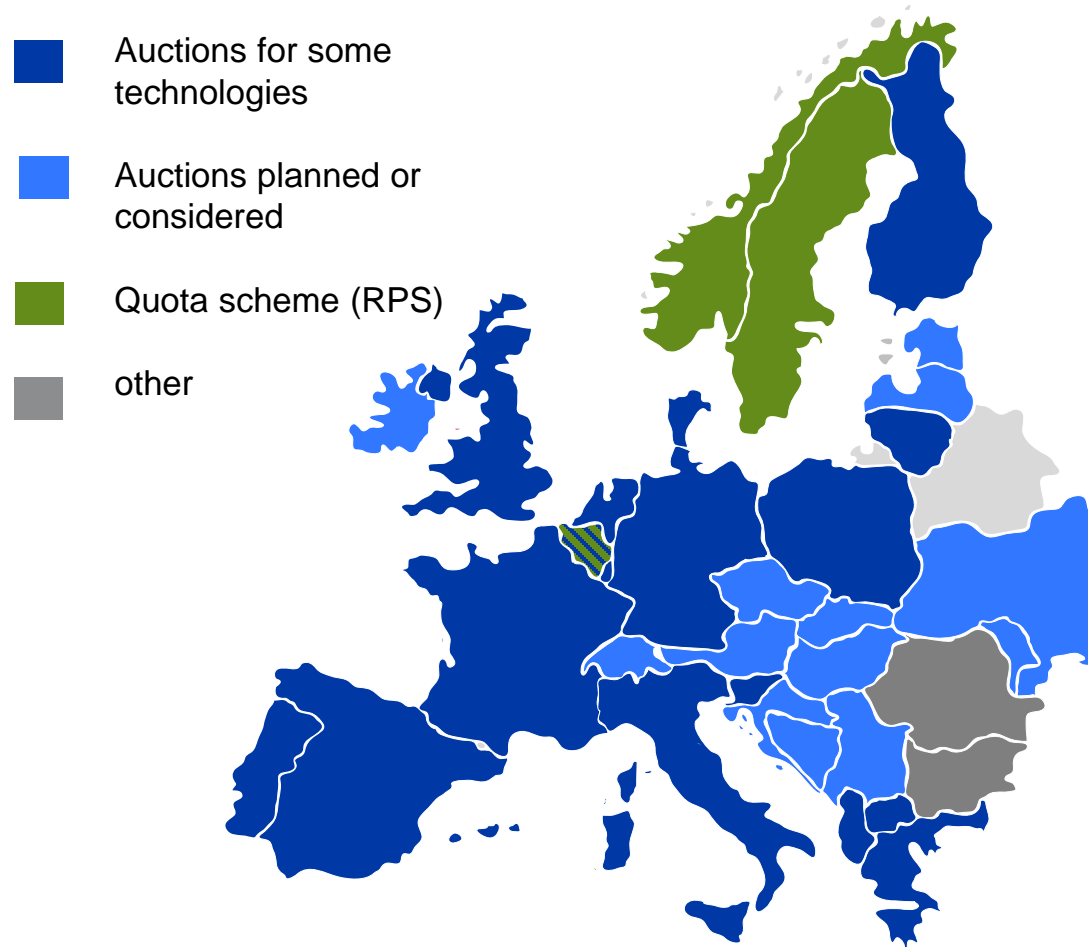 Auctions for some
technologies
Auctions planned or
considered
Quota scheme (RPS)
other